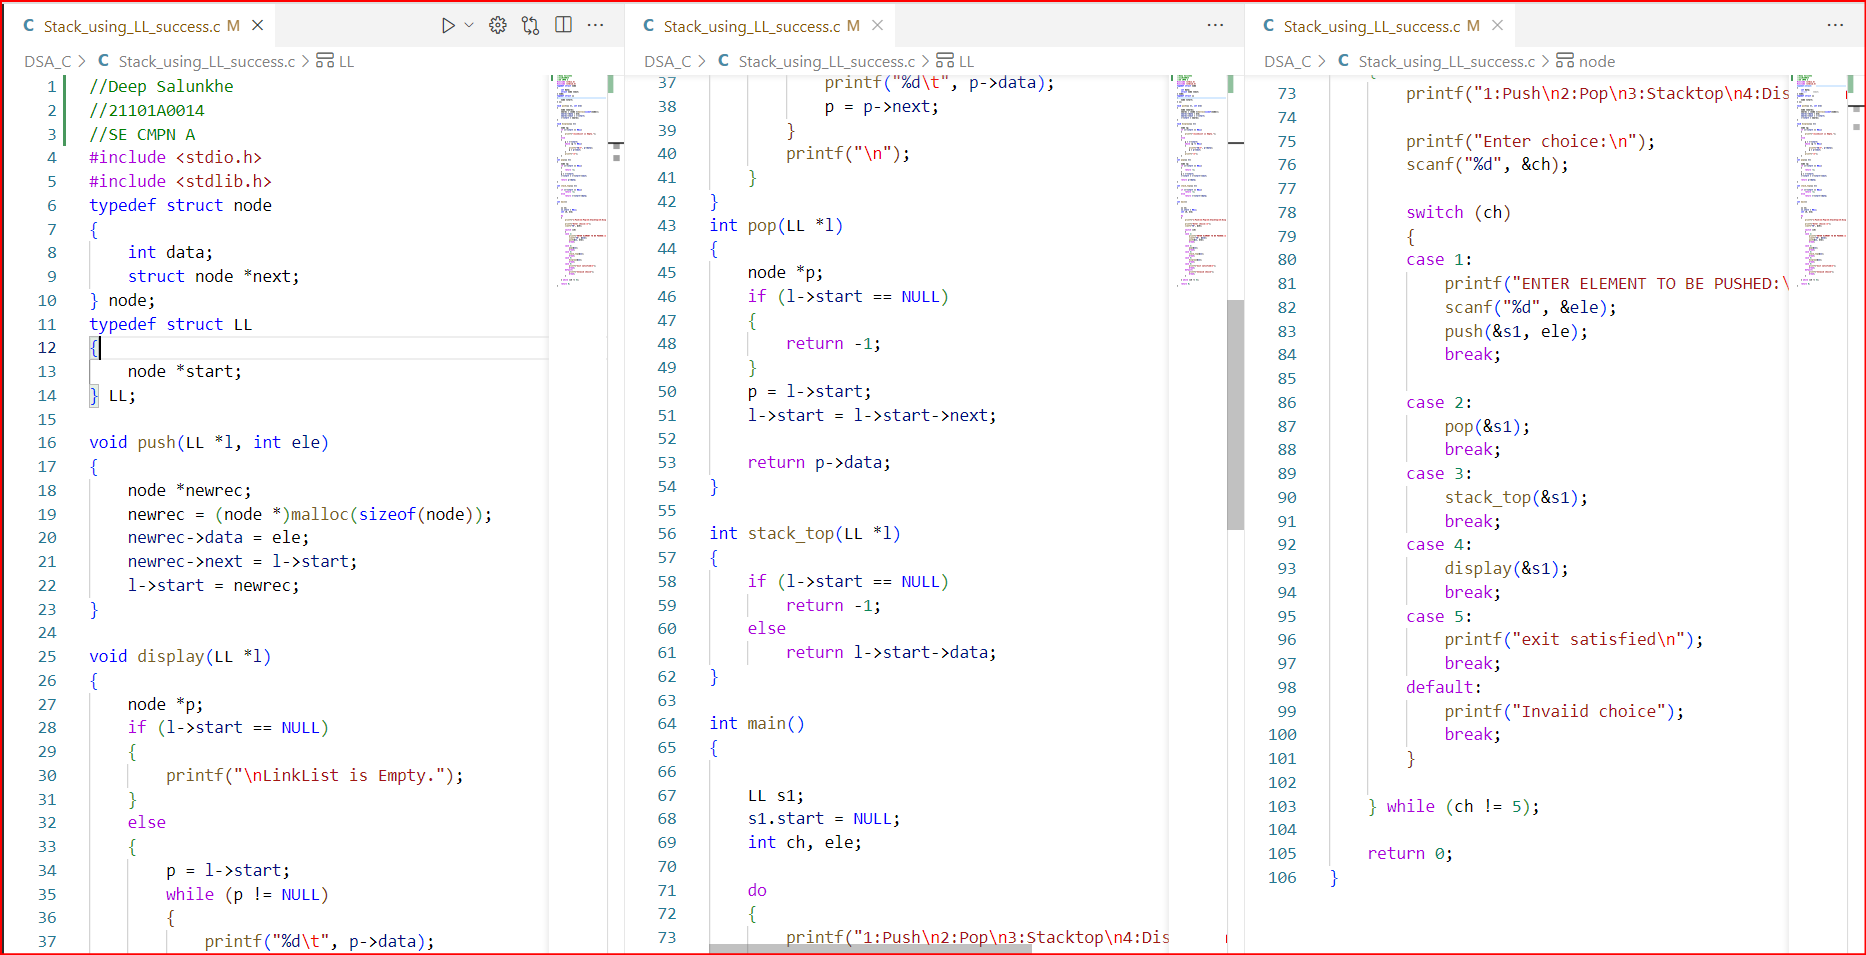 Stack_using_LL_success.c M
DSA_C > Stack_using_LL_success.c > LL
1 //Deep Salunkhe
2 //21101A0014
3 //SE CMPN A
4 #include <stdio.h>
5 #include <stdlib.h>
6 typedef struct node
7 {
8 int data;
9 struct node *next;
10 } node;
11 typedef struct LL
12 {
13 node *start;
14 } LL;
15
16 void push(LL *l, int ele)
17 {
18 node *newrec;
19 newrec = (node *)malloc(sizeof(node));
20 newrec->data = ele;
21 newrec->next = l->start;
22 l->start = newrec;
23 }
24
25 void display(LL *l)
26 {
27 node *p;
28 if (l->start == NULL)
29 {
30 printf("\nLinkList is Empty.");
31 }
32 else
33 {
34 p = l->start;
35 while (p != NULL)
36 {
37 printf("%d\t", p->data);
Stack_using_LL_success.c M
DSA_C > Stack_using_LL_success.c > LL
37 printf("%d\t", p->data);
38 p = p->next;
39 }
40 printf("\n");
41 }
42 }
43 int pop(LL *l)
44 {
45 node *p;
46 if (l->start == NULL)
47 {
48 return -1;
49 }
50 p = l->start;
51 l->start = l->start->next;
52
53 return p->data;
54 }
55
56 int stack_top(LL *l)
57 {
58 if (l->start == NULL)
59 return -1;
60 else
61 return l->start->data;
62 }
63
64 int main()
65 {
66
67 LL s1;
68 s1.start = NULL;
69 int ch, ele;
70
71 do
72 {
73 printf("1:Push\n2:Pop\n3:Stacktop\n4:Dis
Stack_using_LL_success.c M
DSA_C > Stack_using_LL_success.c > node
73 printf("1:Push\n2:Pop\n3:Stacktop\n4:Dis
74
75 printf("Enter choice:\n");
76 scanf("%d", &ch);
77
78 switch (ch)
79 {
80 case 1:
81 printf("ENTER ELEMENT TO BE PUSHED:\
82 scanf("%d", &ele);
83 push(&s1, ele);
84 break;
85
86 case 2:
87 pop(&s1);
88 break;
89 case 3:
90 stack_top(&s1);
91 break;
92 case 4:
93 display(&s1);
94 break;
95 case 5:
96 printf("exit satisfied\n");
97 break;
98 default:
99 printf("Invaiid choice");
100 break;
101 }
102
103 } while (ch != 5);
104
105 return 0;
106 }